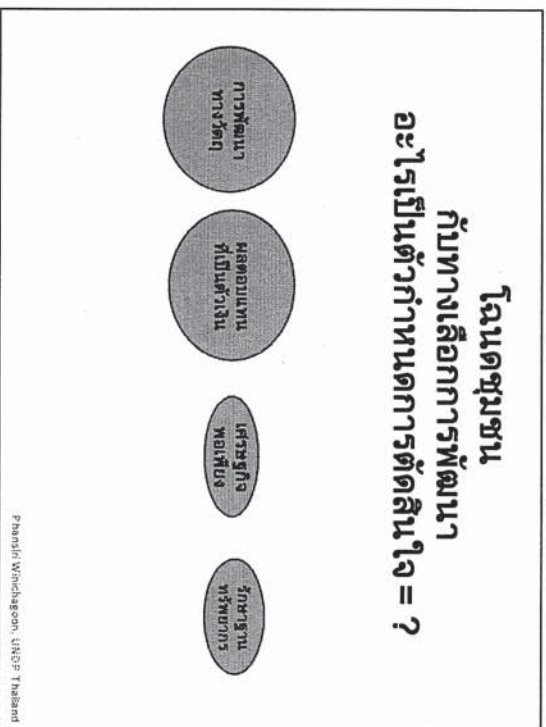 โฉนดชุมชน
กับทางเลือกการพัฒนา
อะไรเป็นตัวกำหนดการตัดสินใจ = ?
การพัฒนา
ทางวัตถุ
ผลตอบแทน
ที่เป็นตัวเงิน
เศรษฐกิจ
พอเพียง
รักษาฐาน
ทรัพยากร
Phansiri Winichagoon, UNDP Thailand